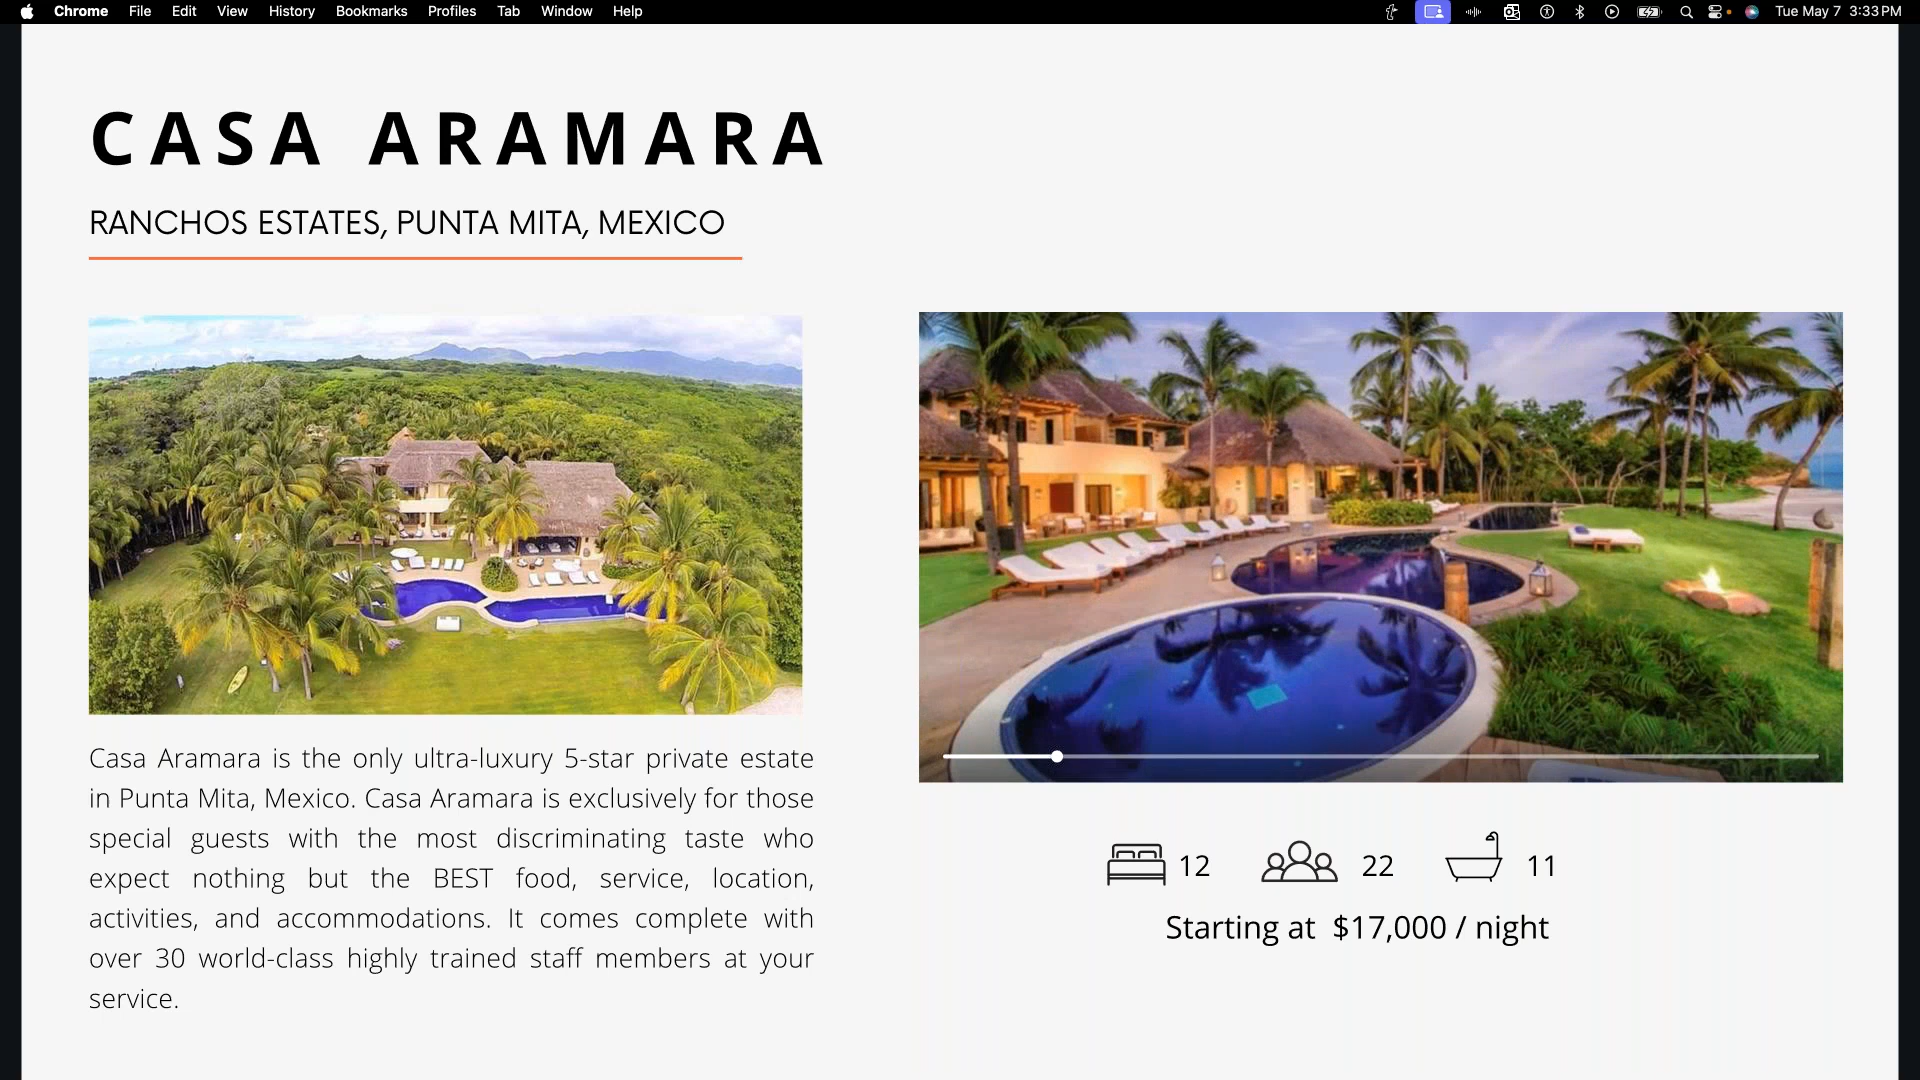 Chrome File Edit View History Bookmarks Profiles Tab Window Help Tue May 7 3:33 PM
CASA ARAMARA
RANCHOS ESTATES, PUNTA MITA, MEXICO
Casa Aramara is the only ultra-luxury 5-star private estate
in Punta Mita, Mexico. Casa Aramara is exclusively for those
special guests with the most discriminating taste who
expect nothing but the BEST food, service, location,
activities, and accommodations. It comes complete with
over 30 world-class highly trained staff members at your
service.
12 22 11
Starting at $17,000 / night